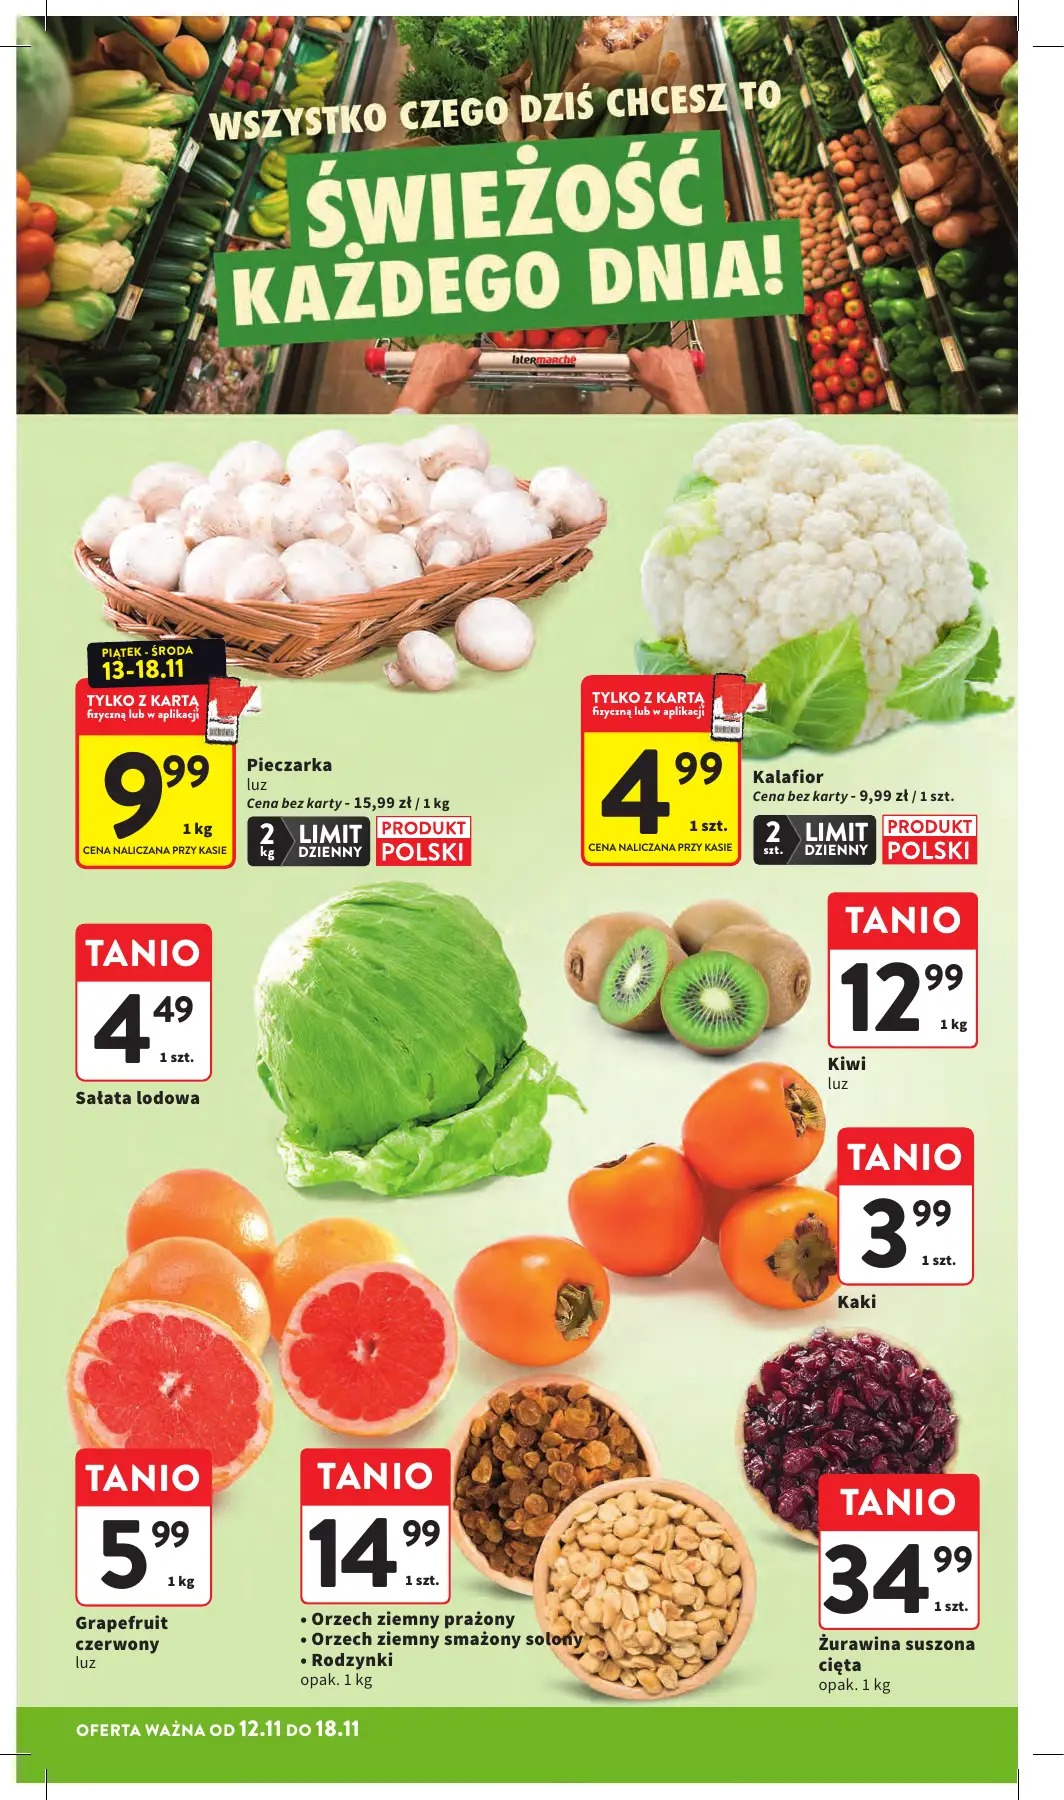 WSZYSTKO CZEGO DZIŚ CHCESZ TO
ŚWIEŻOŚĆ
KAŻDEGO DNIA!
Intermarché
PIĄTEK - ŚRODA
13-18.11
TYLKO Z KARTĄ
fizyczną lub w aplikacji
9 99
1 kg
CENA NALICZANA PRZY KASIE
Pieczarka
luz
Cena bez karty - 15,99 zł / 1 kg
2 kg
LIMIT
DZIENNY
PRODUKT
POLSKI
TYLKO Z KARTĄ
fizyczną lub w aplikacji
4 99
1 szt.
CENA NALICZANA PRZY KASIE
Kalafior
Cena bez karty - 9,99 zł / 1 szt.
2 szt.
LIMIT
DZIENNY
PRODUKT
POLSKI
TANIO
4 49
1 szt.
Sałata lodowa
TANIO
12 99
1 kg
Kiwi
luz
TANIO
3 99
1 szt.
Kaki
TANIO
5 99
1 kg
Grapefruit
czerwony
luz
TANIO
14 99
1 szt.
• Orzech ziemny prażony
• Orzech ziemny smażony solony
• Rodzynki
opak. 1 kg
TANIO
34 99
1 szt.
Żurawina suszona
cięta
opak. 1 kg
OFERTA WAŻNA OD 12.11 DO 18.11